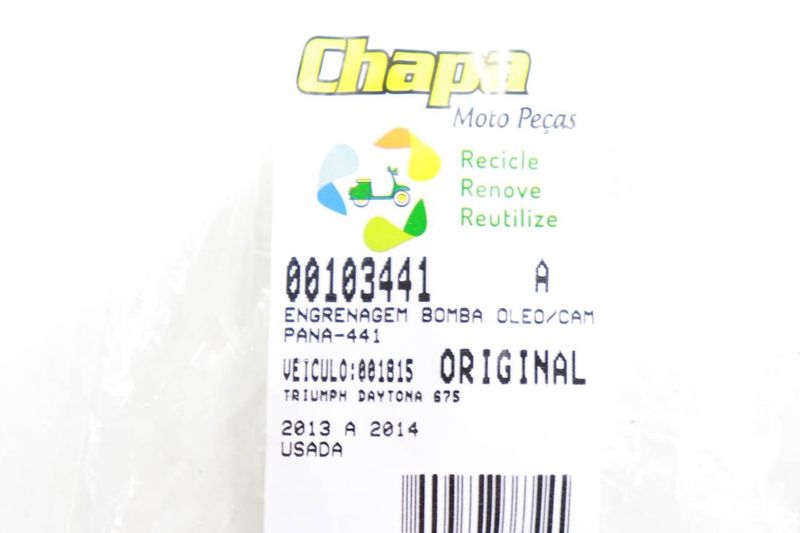 Chapa
Moto Peças
Recicle
Renove
Reutilize
00103441 A
ENGRENAGEM BOMBA OLEO/CAM
PANA-441
VEICULO:001815 ORIGINAL
TRIUMPH DAYTONA 675
2013 A 2014
USADA